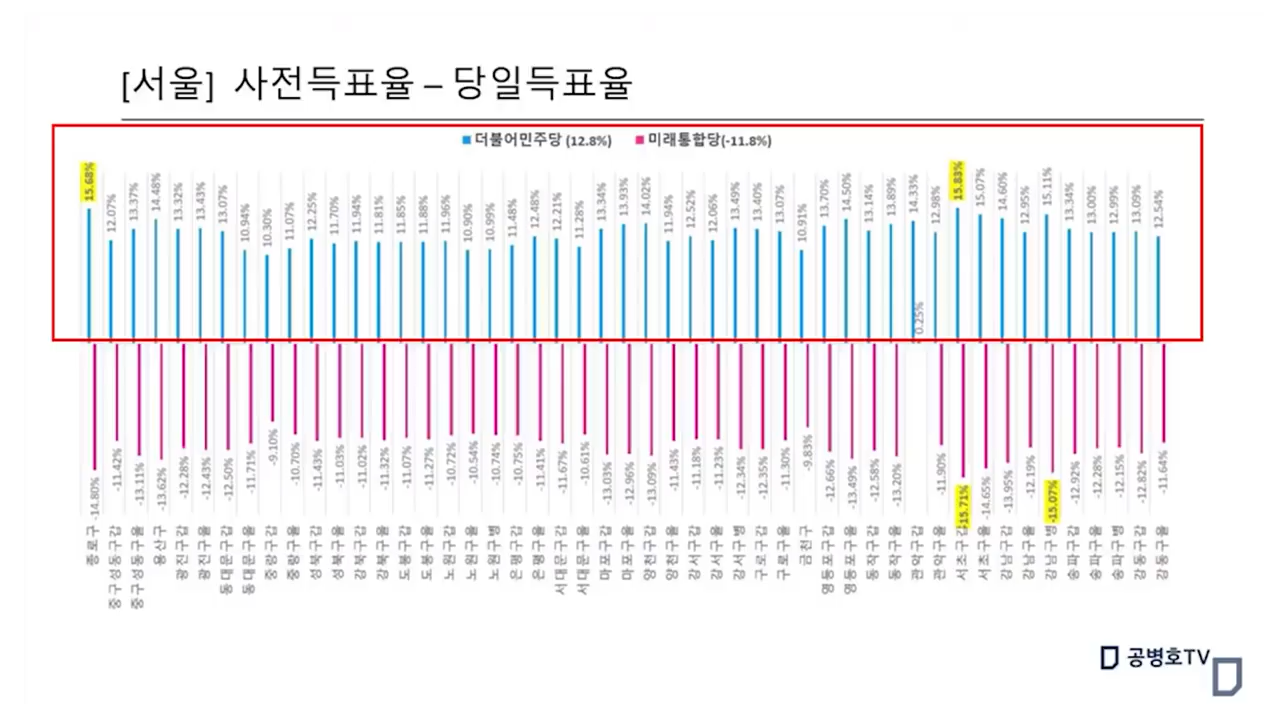 [서울] 사전득표율 – 당일득표율
더불어민주당 (12.8%) 미래통합당(-11.8%)
15.68% 12.07% 13.37% 14.48% 13.32% 13.43% 13.07% 10.94% 10.30% 11.07% 12.25% 11.70% 11.94% 11.81% 11.85% 11.88% 11.96% 10.90% 10.99% 11.48% 12.48% 12.21% 11.28% 13.34% 13.93% 14.02% 11.94% 12.52% 12.06% 13.49% 13.40% 13.07% 10.91% 13.70% 14.50% 13.14% 13.89% 14.33% 12.98% 15.83% 15.07% 14.60% 12.95% 15.11% 13.34% 13.00% 12.99% 13.09% 12.54%
0.25%
-14.80% -11.42% -13.11% -13.62% -12.28% -12.43% -12.50% -11.71% -9.10% -10.70% -11.43% -11.03% -11.02% -11.32% -11.07% -11.27% -10.72% -10.54% -10.74% -10.75% -11.41% -11.67% -10.61% -13.03% -12.96% -13.09% -11.43% -11.18% -11.23% -12.34% -12.35% -11.30% -9.83% -12.66% -13.49% -12.58% -13.20% -11.90% -15.71% -14.65% -13.95% -12.19% -15.07% -12.92% -12.28% -12.15% -12.82% -11.64%
종로구 중구성동구갑 중구성동구을 용산구 광진구갑 광진구을 동대문구갑 동대문구을 중랑구갑 중랑구을 성북구갑 성북구을 강북구갑 강북구을 도봉구갑 도봉구을 노원구갑 노원구을 노원구병 은평구갑 은평구을 서대문구갑 서대문구을 마포구갑 마포구을 양천구갑 양천구을 강서구갑 강서구을 강서구병 구로구갑 구로구을 금천구 영등포구갑 영등포구을 동작구갑 동작구을 관악구갑 관악구을 서초구갑 서초구을 강남구갑 강남구을 강남구병 송파구갑 송파구을 송파구병 강동구갑 강동구을
공병호TV